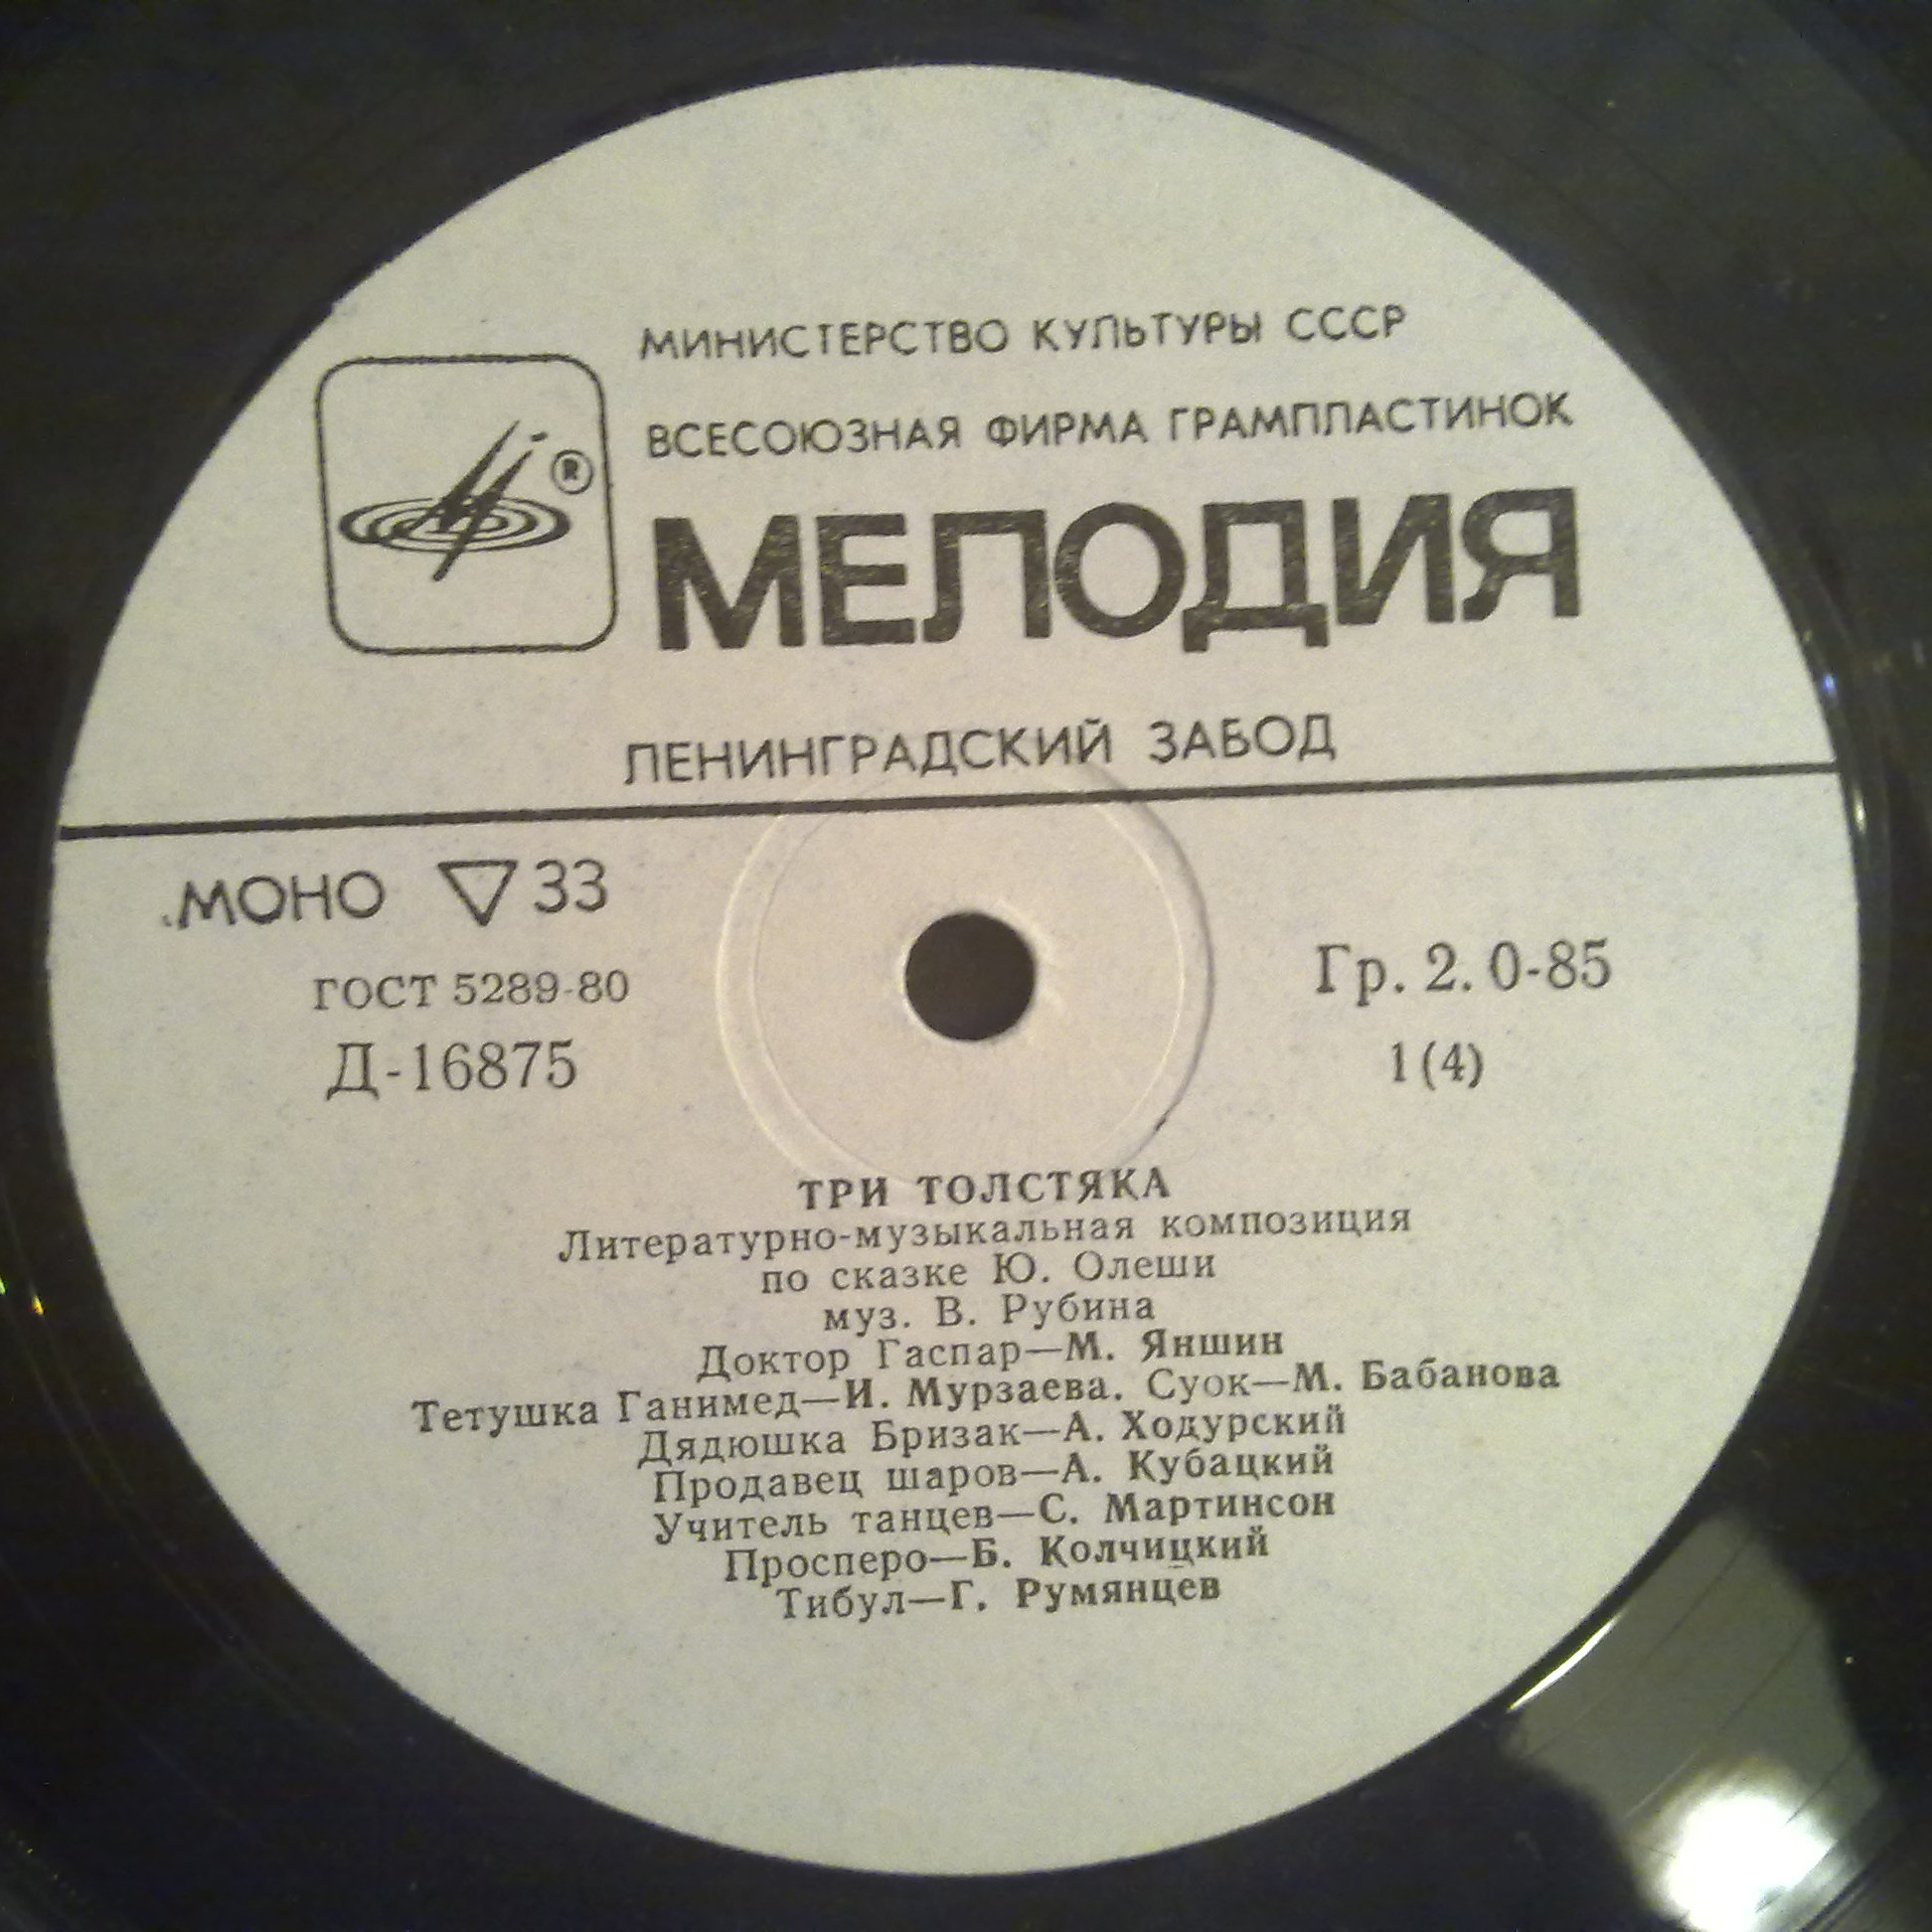 МИНИСТЕРСТВО КУЛЬТУРЫ СССР
ВСЕСОЮЗНАЯ ФИРМА ГРАМПЛАСТИНОК
®
МЕЛОДИЯ
ЛЕНИНГРАДСКИЙ ЗАВОД
МОНО ▽ 33
ГОСТ 5289-80
Гр. 2. 0-85
Д-16875
1 (4)
ТРИ ТОЛСТЯКА
Литературно-музыкальная композиция
по сказке Ю. Олеши
муз. В. Рубина
Доктор Гаспар—М. Яншин
Тетушка Ганимед—И. Мурзаева. Суок—М. Бабанова
Дядюшка Бризак—А. Ходурский
Продавец шаров—А. Кубацкий
Учитель танцев—С. Мартинсон
Просперо—Б. Колчицкий
Тибул—Г. Румянцев